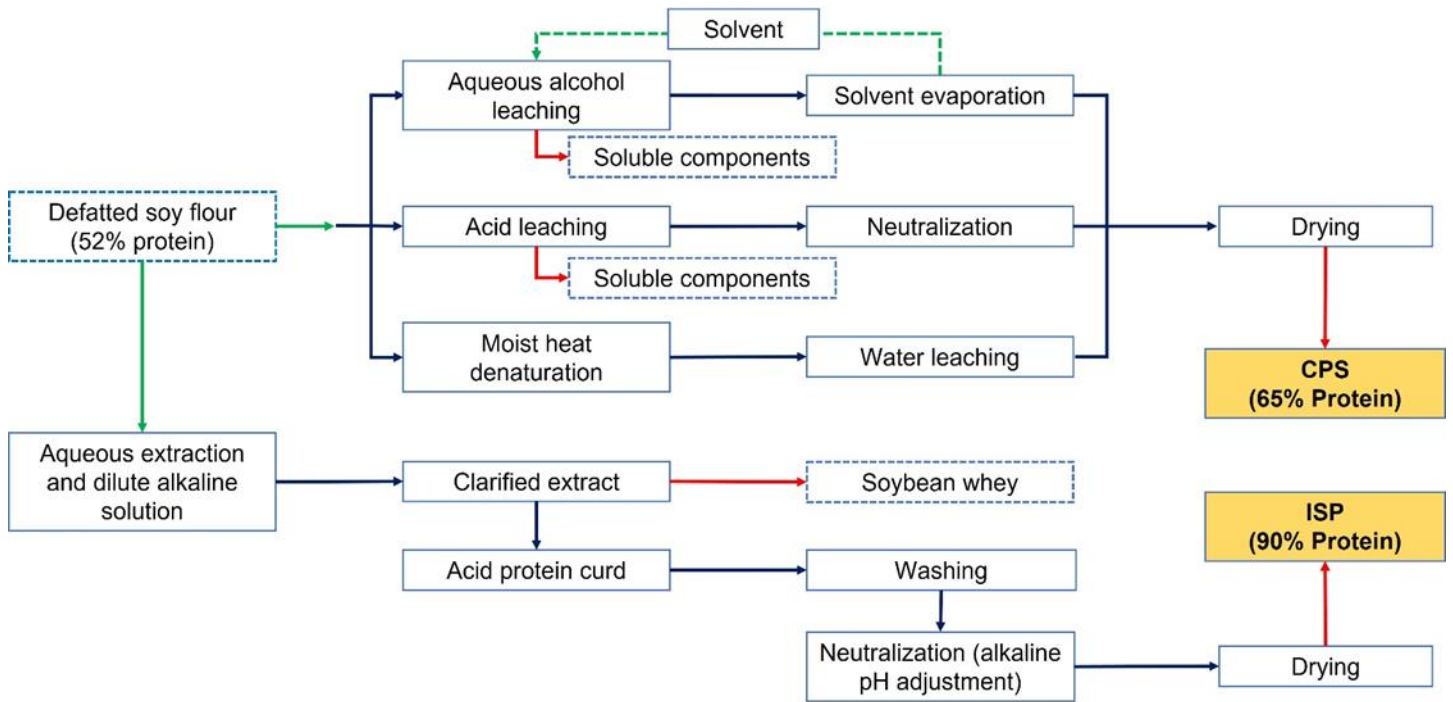 Solvent
Aqueous alcohol
leaching
Solvent evaporation
Soluble components
Defatted soy flour
(52% protein)
Acid leaching
Neutralization
Drying
Soluble components
Moist heat
denaturation
Water leaching
CPS
(65% Protein)
Aqueous extraction
and dilute alkaline
solution
Clarified extract
Soybean whey
ISP
(90% Protein)
Acid protein curd
Washing
Neutralization (alkaline
pH adjustment)
Drying